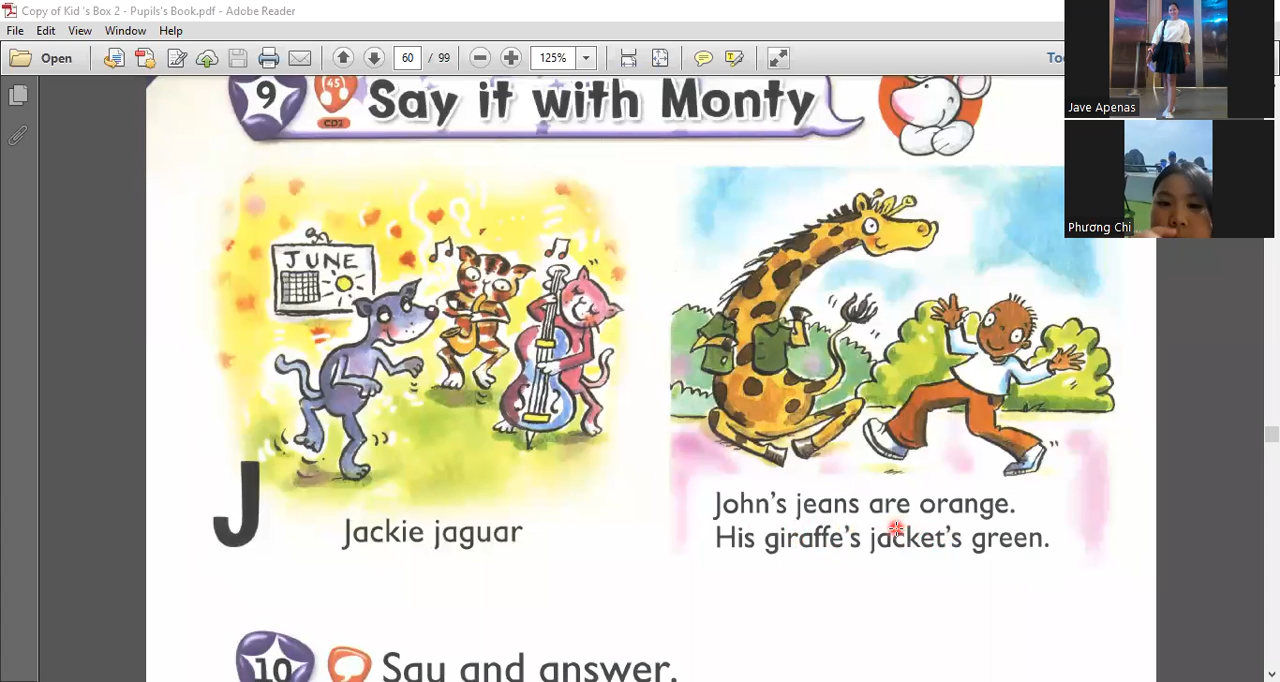 Copy of Kid 's Box 2 - Pupils's Book.pdf - Adobe Reader
File Edit View Window Help
Open 60 / 99 125%
Jave Apenas
Phương Chi
9 45 CD1 Say it with Monty
JUNE
J Jackie jaguar
John's jeans are orange.
His giraffe's jacket's green.
10 Say and answer.